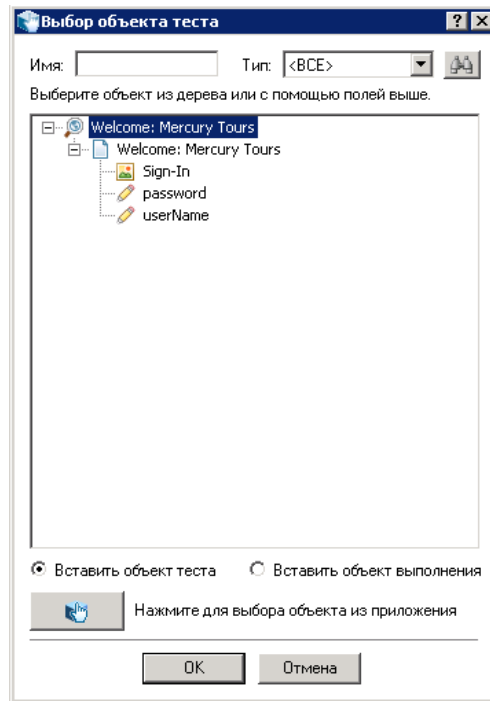 Выбор объекта теста
Имя: Тип: <ВСЕ>
Выберите объект из дерева или с помощью полей выше.
Welcome: Mercury Tours
Welcome: Mercury Tours
Sign-In
password
userName
Вставить объект теста Вставить объект выполнения
Нажмите для выбора объекта из приложения
OK Отмена